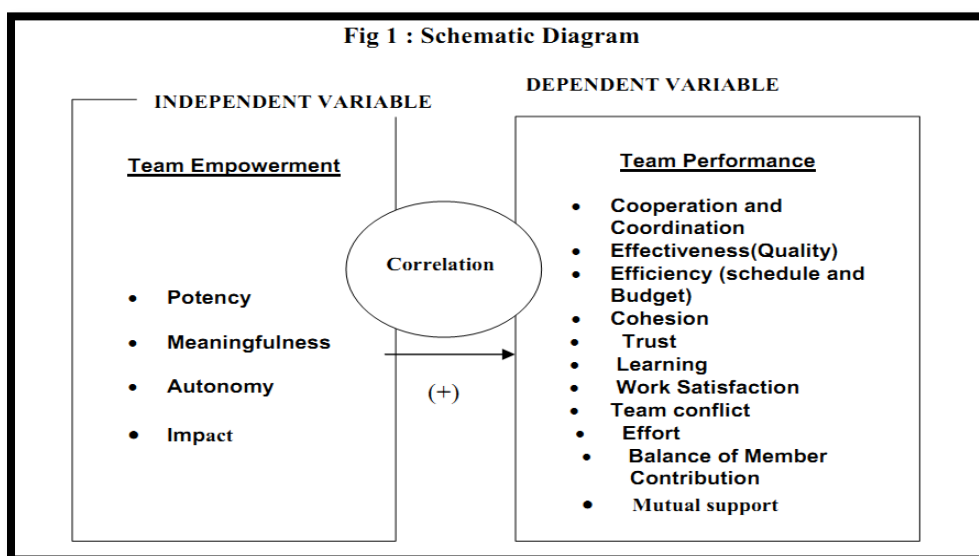 Fig 1 : Schematic Diagram
INDEPENDENT VARIABLE
Team Empowerment
• Potency
• Meaningfulness
• Autonomy
• Impact
Correlation
(+)
DEPENDENT VARIABLE
Team Performance
• Cooperation and
Coordination
• Effectiveness(Quality)
• Efficiency (schedule and
Budget)
• Cohesion
• Trust
• Learning
• Work Satisfaction
• Team conflict
• Effort
• Balance of Member
Contribution
• Mutual support